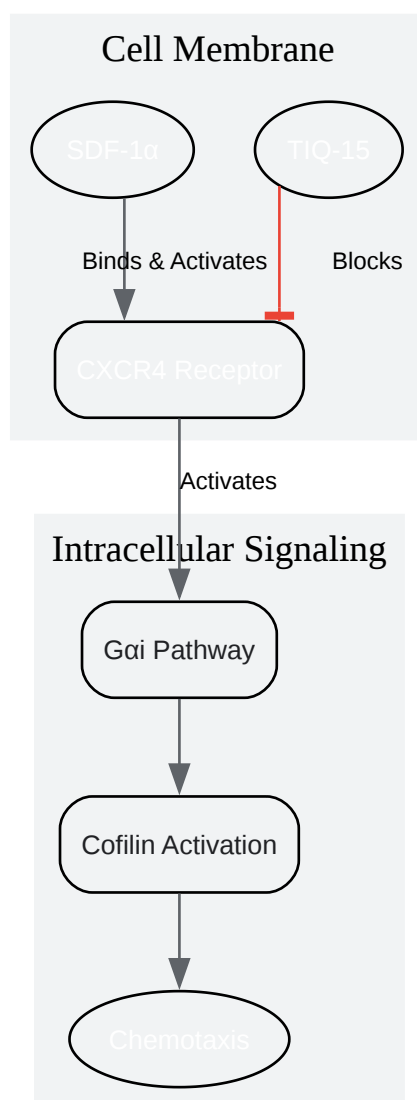 Cell Membrane
SDF-1α
TIQ-15
Binds & Activates
Blocks
CXCR4 Receptor
Activates
Intracellular Signaling
Gαi Pathway
Cofilin Activation
Chemotaxis